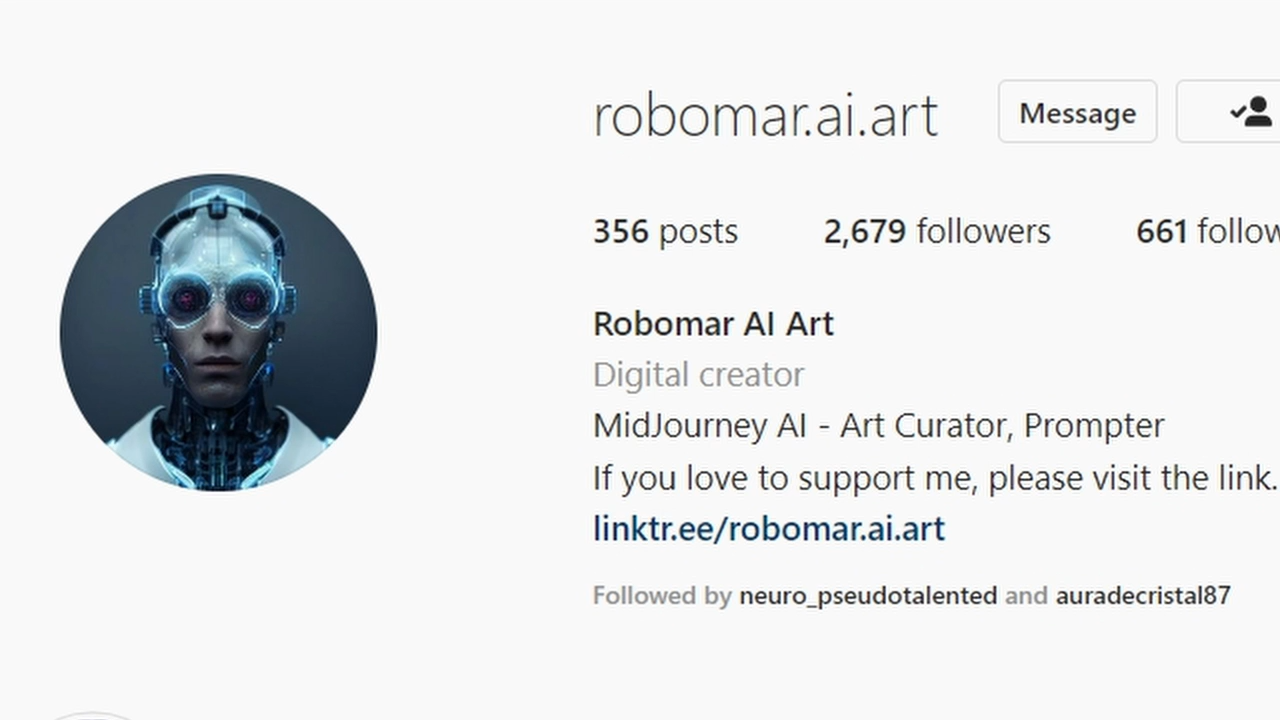 robomar.ai.art Message
356 posts 2,679 followers 661 follow
Robomar AI Art
Digital creator
MidJourney AI - Art Curator, Prompter
If you love to support me, please visit the link.
linktr.ee/robomar.ai.art
Followed by neuro_pseudotalented and auradecristal87